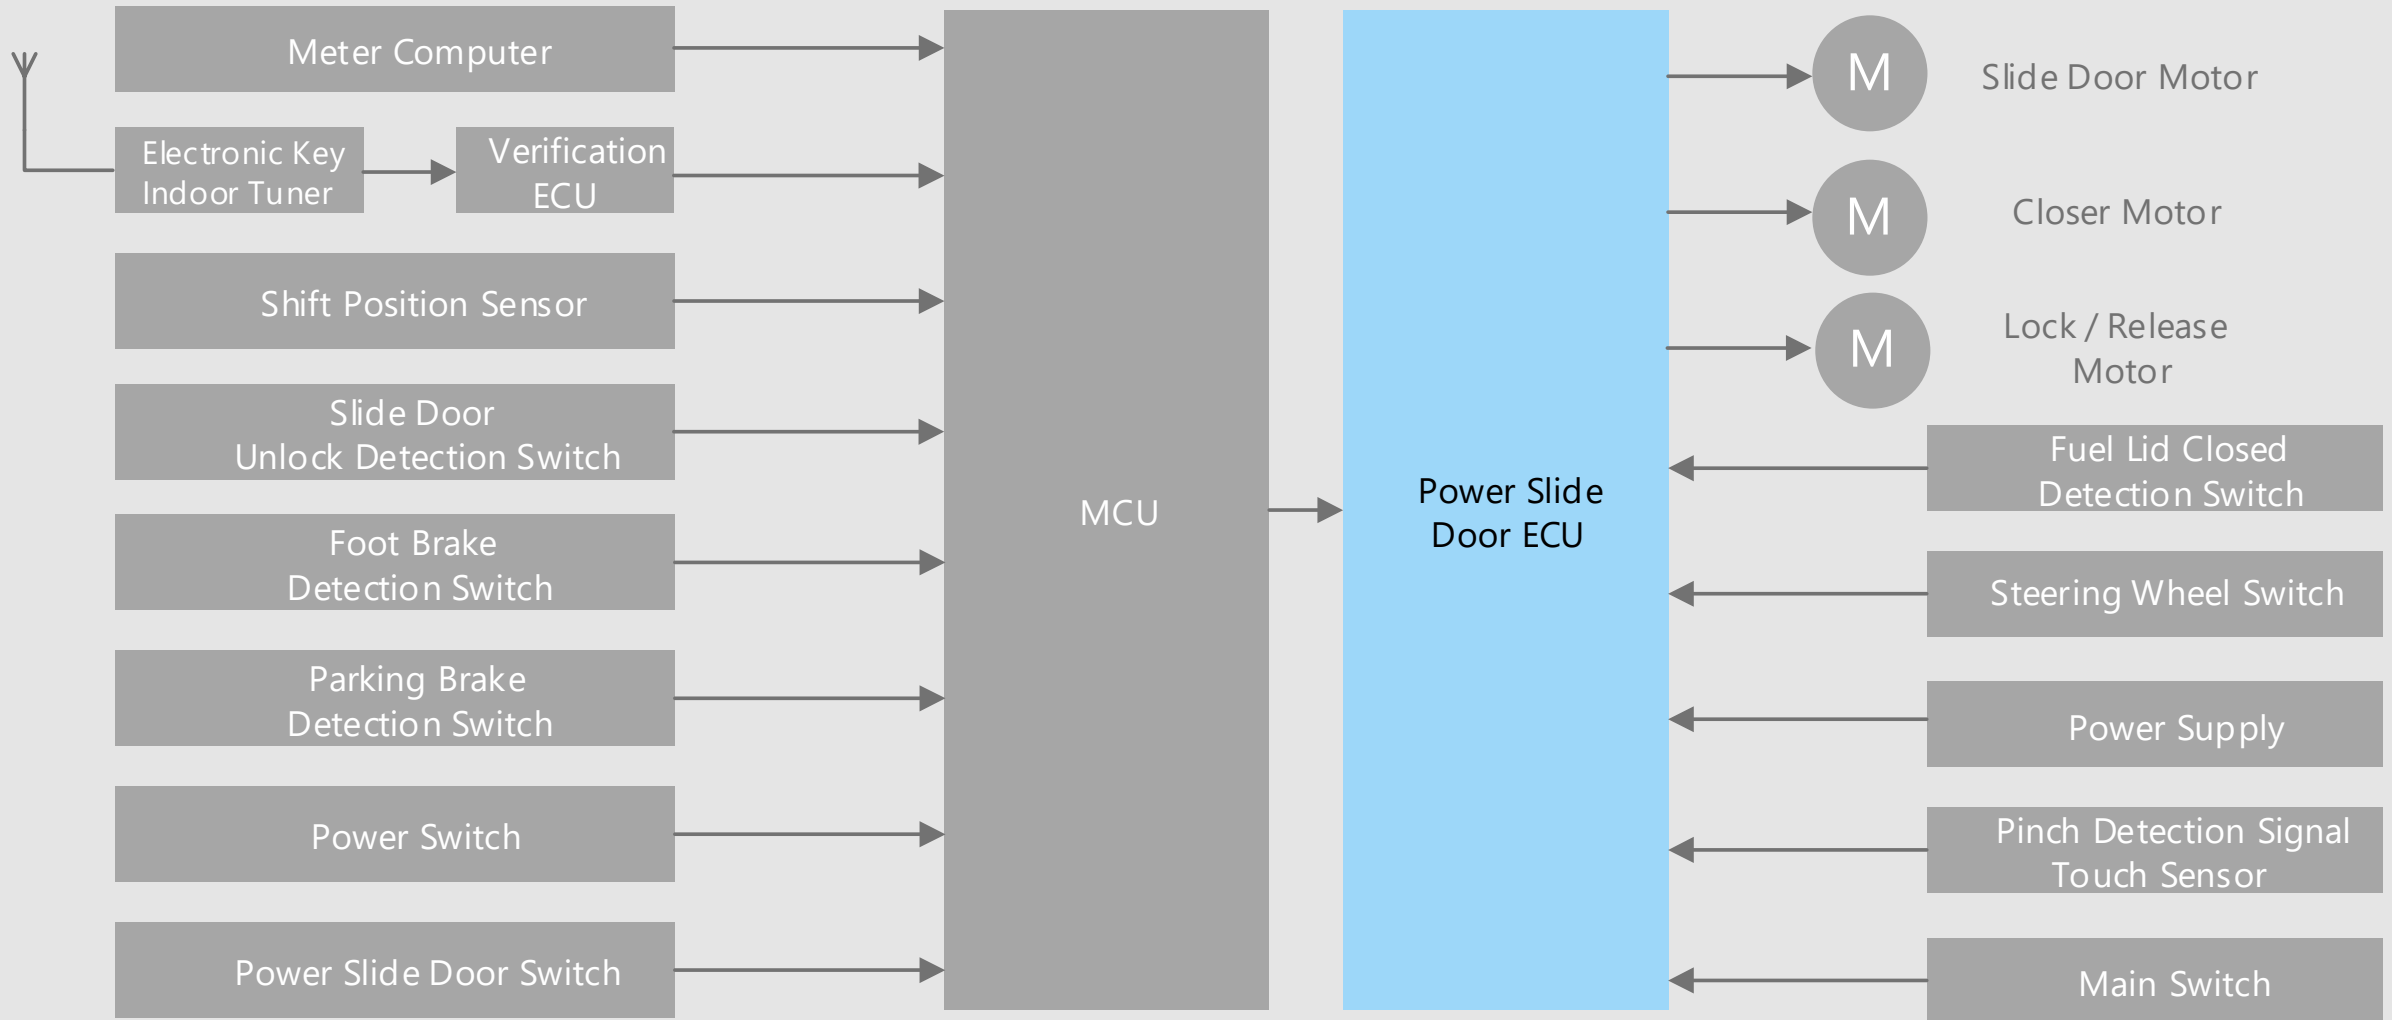 Meter Computer
Electronic Key
Indoor Tuner
Verification
ECU
Shift Position Sensor
Slide Door
Unlock Detection Switch
Foot Brake
Detection Switch
Parking Brake
Detection Switch
Power Switch
Power Slide Door Switch
MCU
Power Slide
Door ECU
M
Slide Door Motor
M
Closer Motor
M
Lock / Release
Motor
Fuel Lid Closed
Detection Switch
Steering Wheel Switch
Power Supply
Pinch Detection Signal
Touch Sensor
Main Switch